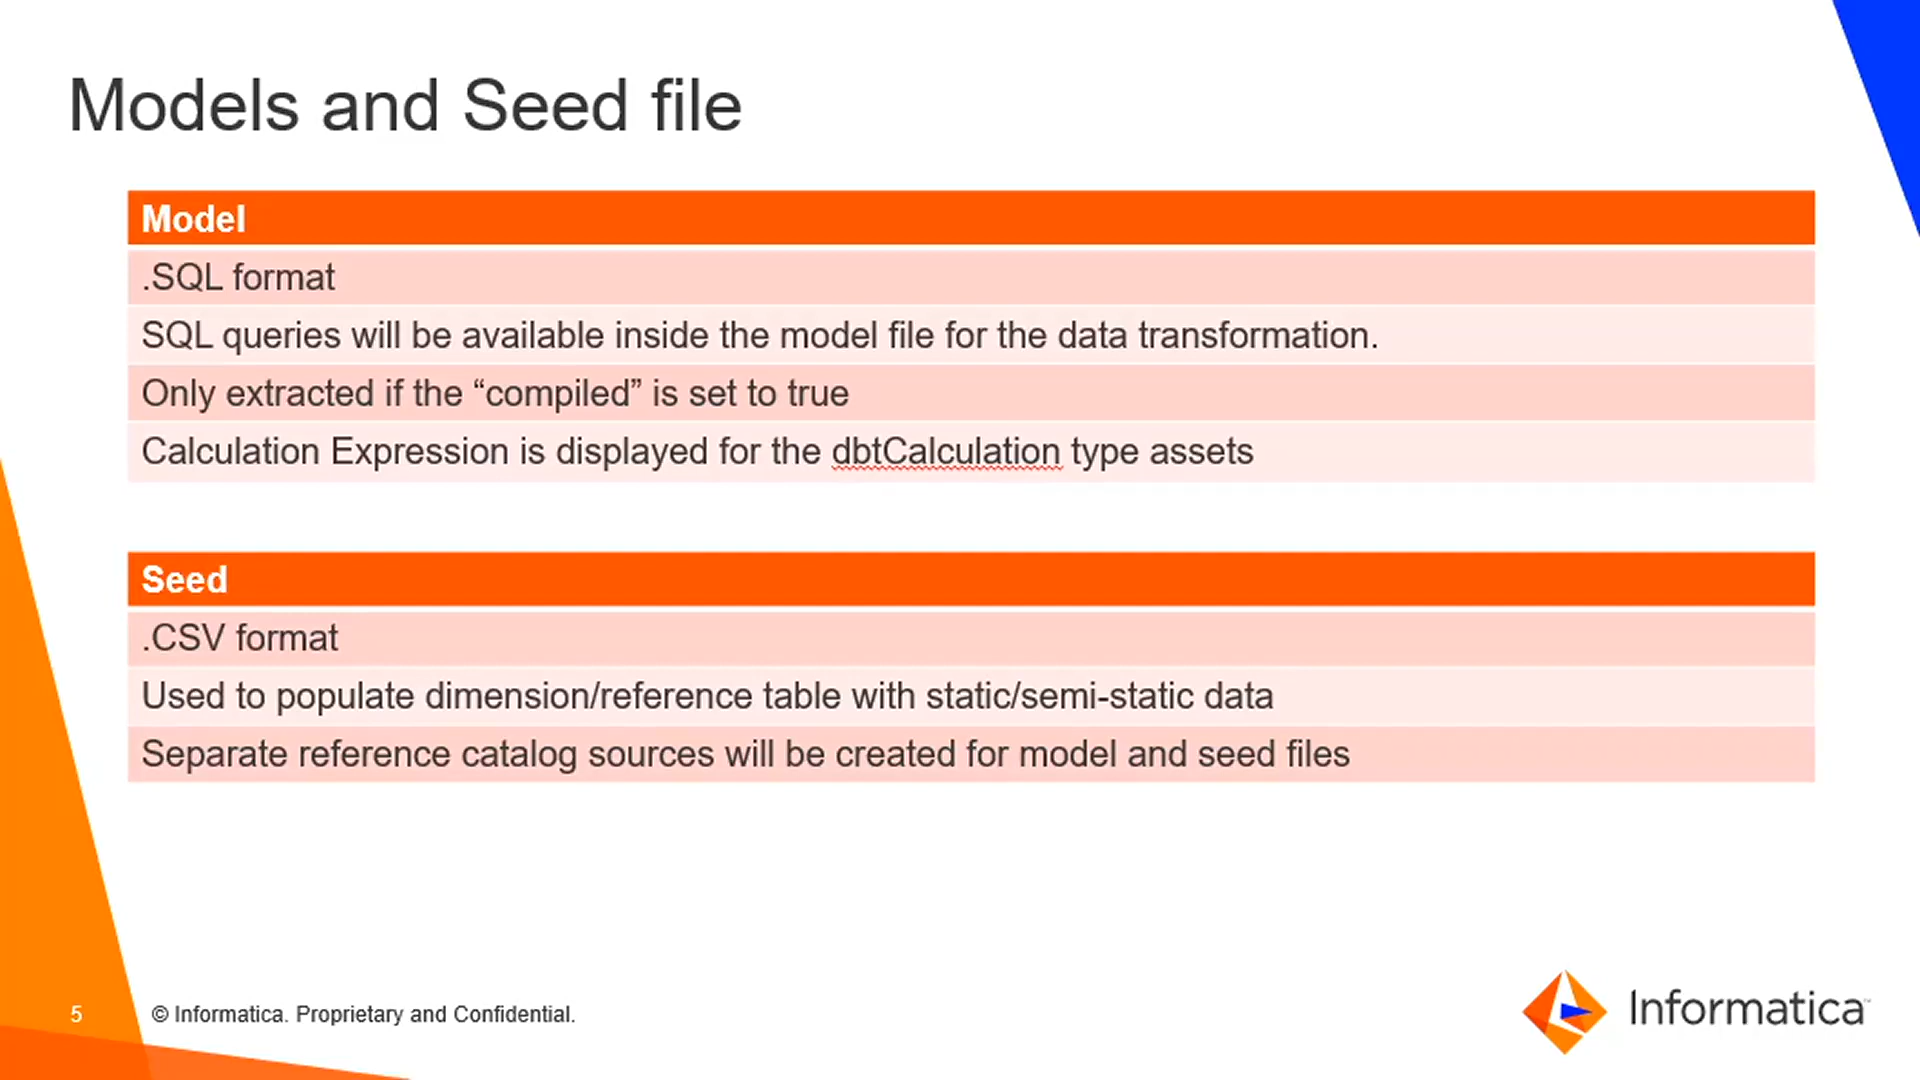 Models and Seed file
Model
.SQL format
SQL queries will be available inside the model file for the data transformation.
Only extracted if the “compiled” is set to true
Calculation Expression is displayed for the dbtCalculation type assets
Seed
.CSV format
Used to populate dimension/reference table with static/semi-static data
Separate reference catalog sources will be created for model and seed files
5
© Informatica. Proprietary and Confidential.
Informatica™